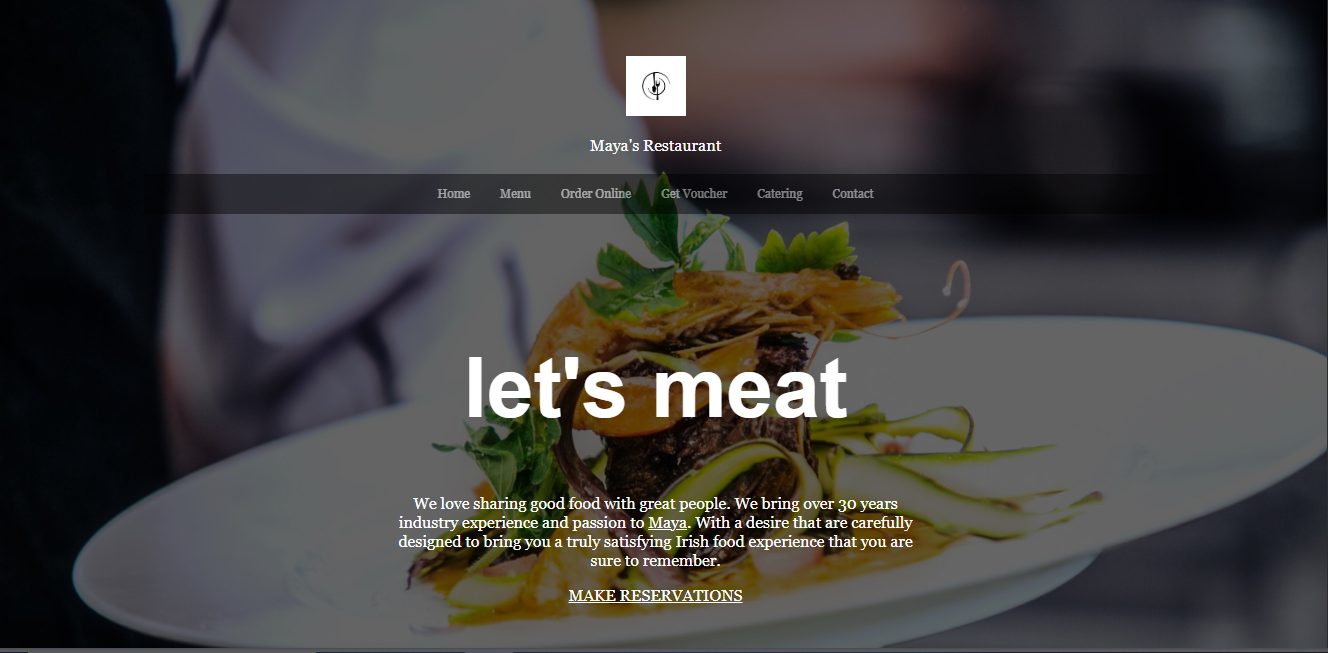 Maya's Restaurant
Home Menu Order Online Get Voucher Catering Contact
let's meat
We love sharing good food with great people. We bring over 30 years
industry experience and passion to Maya. With a desire that are carefully
designed to bring you a truly satisfying Irish food experience that you are
sure to remember.
MAKE RESERVATIONS